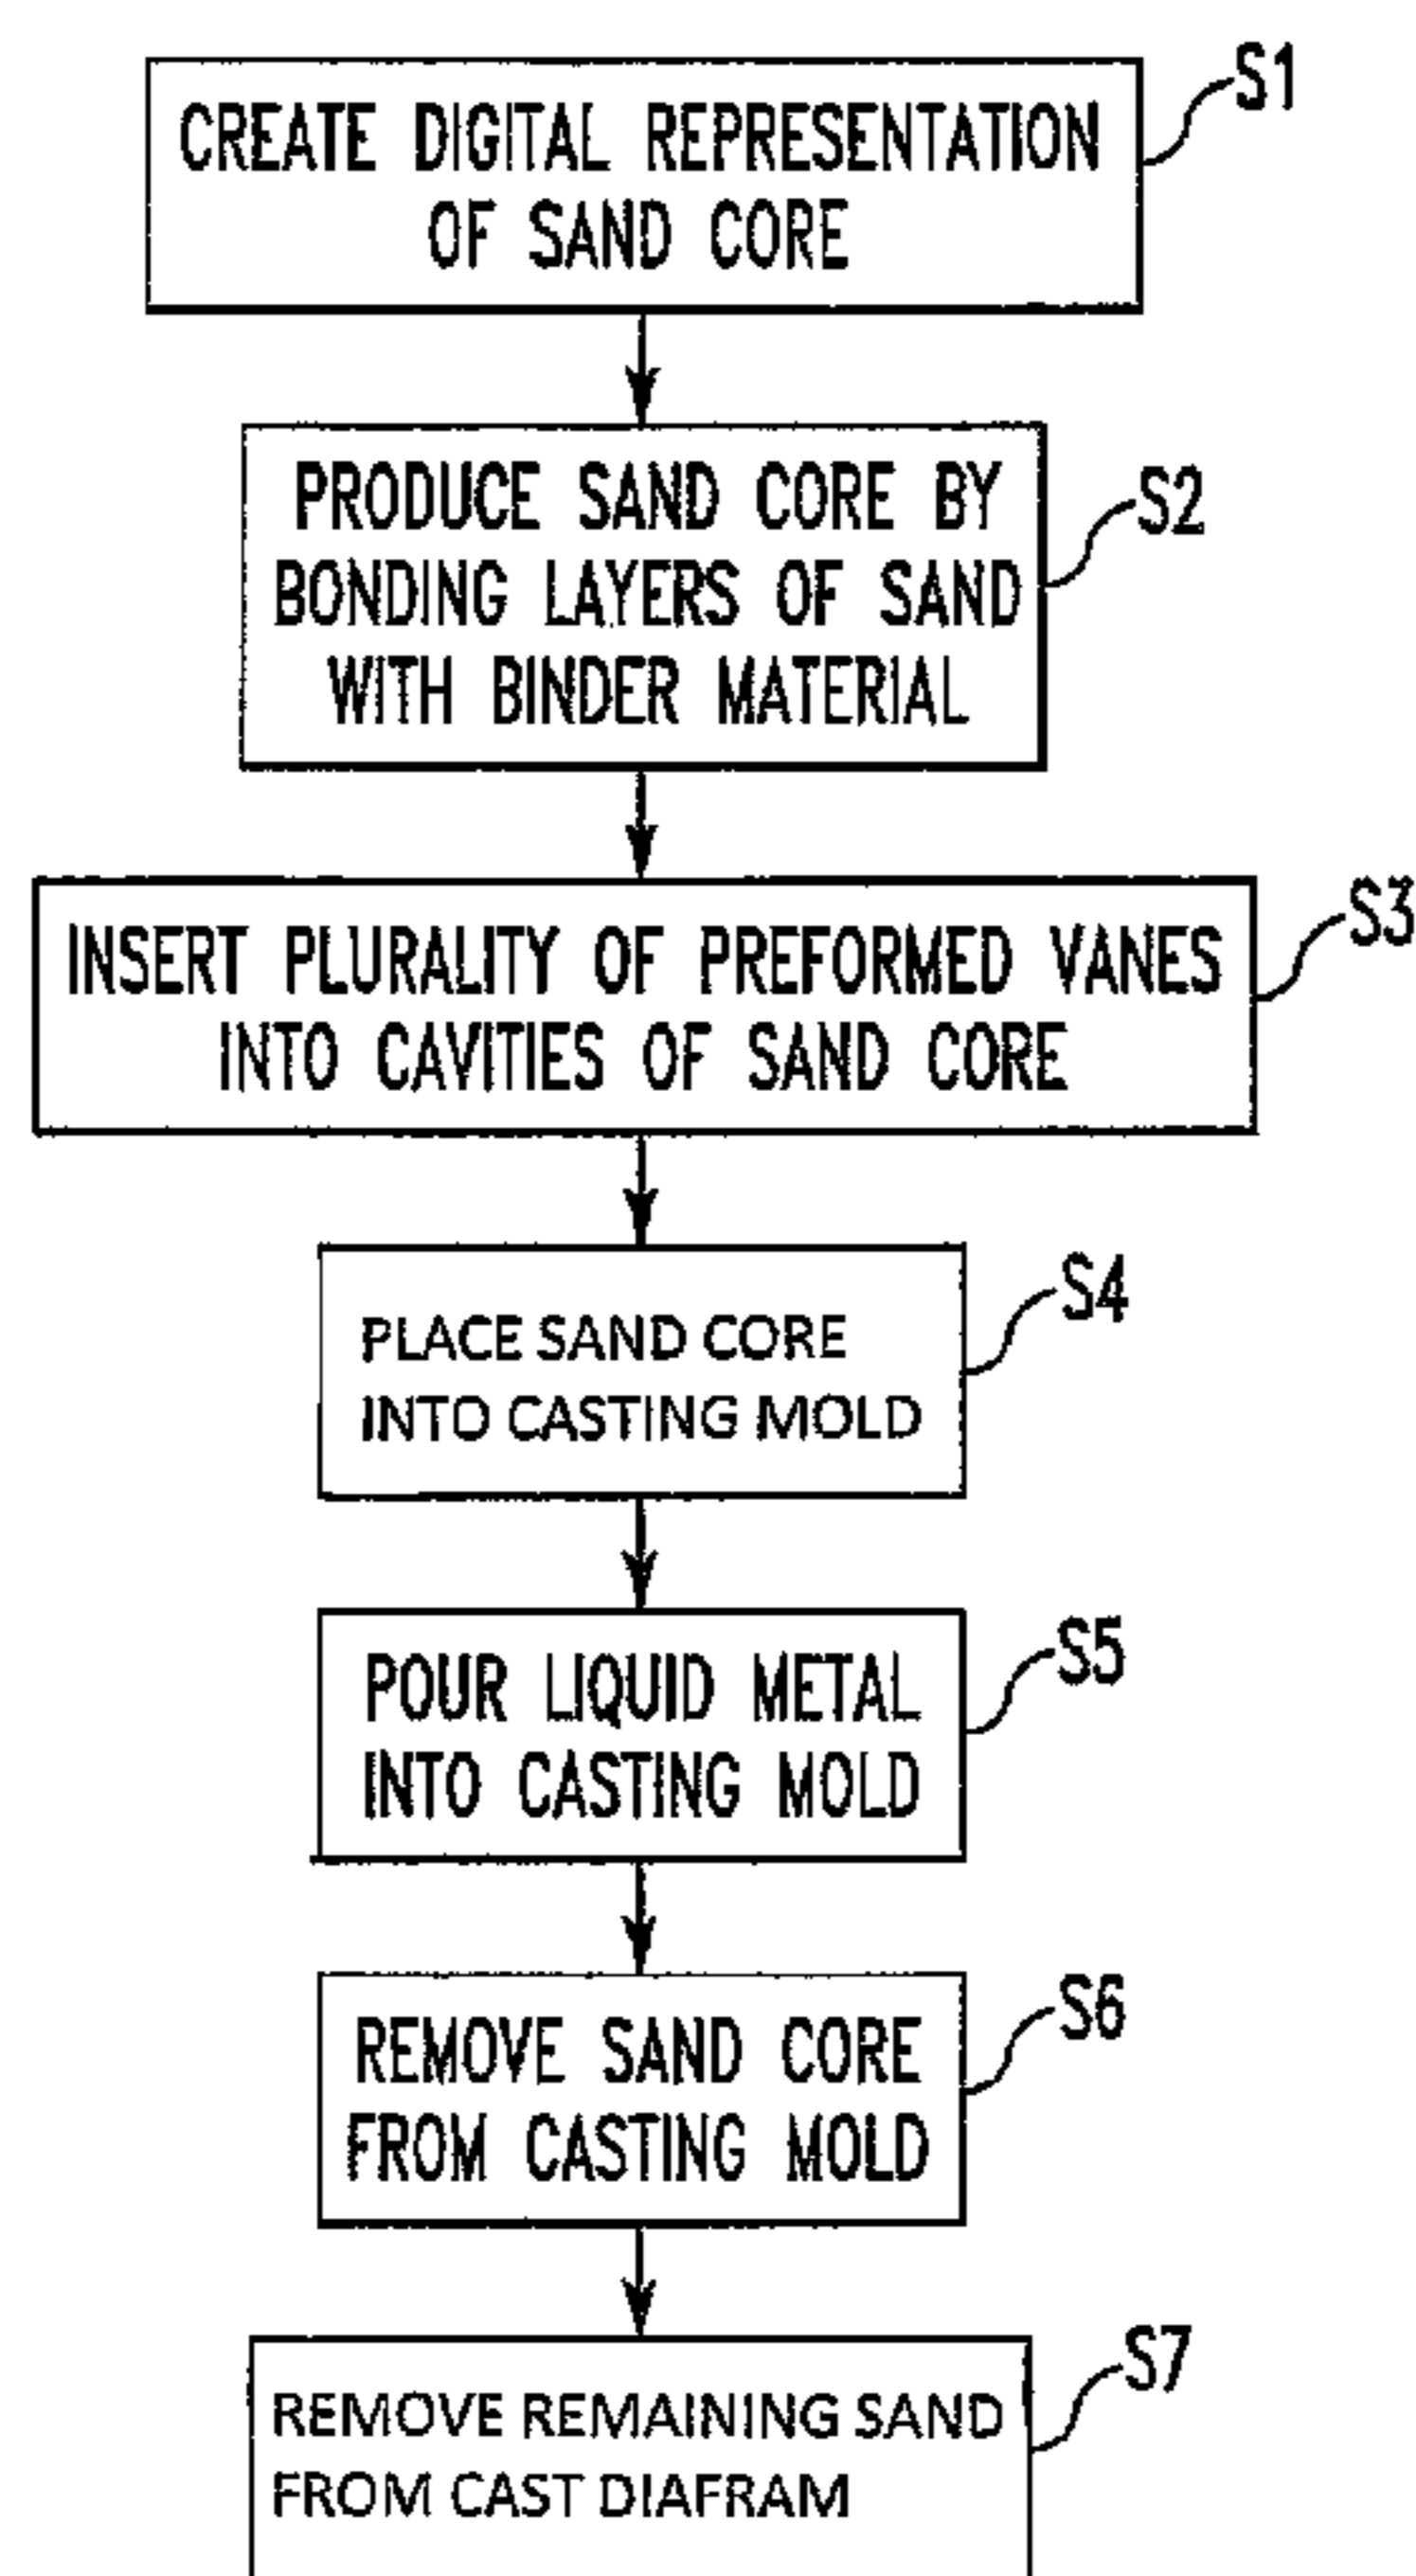 S1
CREATE DIGITAL REPRESENTATION
OF SAND CORE
S2
PRODUCE SAND CORE BY
BONDING LAYERS OF SAND
WITH BINDER MATERIAL
S3
INSERT PLURALITY OF PREFORMED VANES
INTO CAVITIES OF SAND CORE
S4
PLACE SAND CORE
INTO CASTING MOLD
S5
POUR LIQUID METAL
INTO CASTING MOLD
S6
REMOVE SAND CORE
FROM CASTING MOLD
S7
REMOVE REMAINING SAND
FROM CAST DIAFRAM